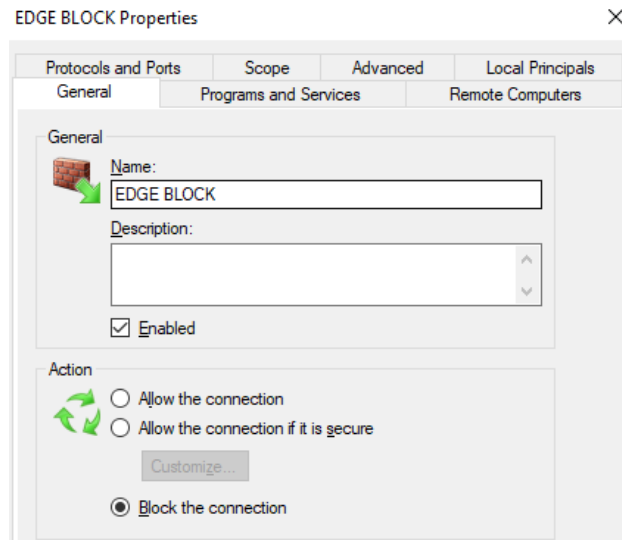 EDGE BLOCK Properties
Protocols and Ports Scope Advanced Local Principals
General Programs and Services Remote Computers
General
Name:
EDGE BLOCK
Description:
Enabled
Action
Allow the connection
Allow the connection if it is secure
Customize...
Block the connection